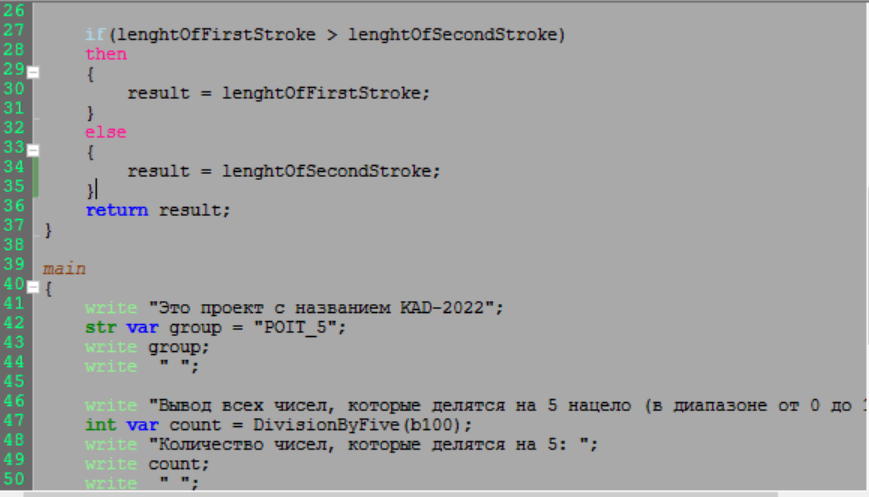 26
27 if(lenghtOfFirstStroke > lenghtOfSecondStroke)
28 then
29 {
30 result = lenghtOfFirstStroke;
31 }
32 else
33 {
34 result = lenghtOfSecondStroke;
35 }
36 return result;
37 }
38
39 main
40 {
41 write "Это проект с названием KAD-2022";
42 str var group = "POIT_5";
43 write group;
44 write " ";
45
46 write "Вывод всех чисел, которые делятся на 5 нацело (в диапазоне от 0 до
47 int var count = DivisionByFive(b100);
48 write "Количество чисел, которые делятся на 5: ";
49 write count;
50 write " ";